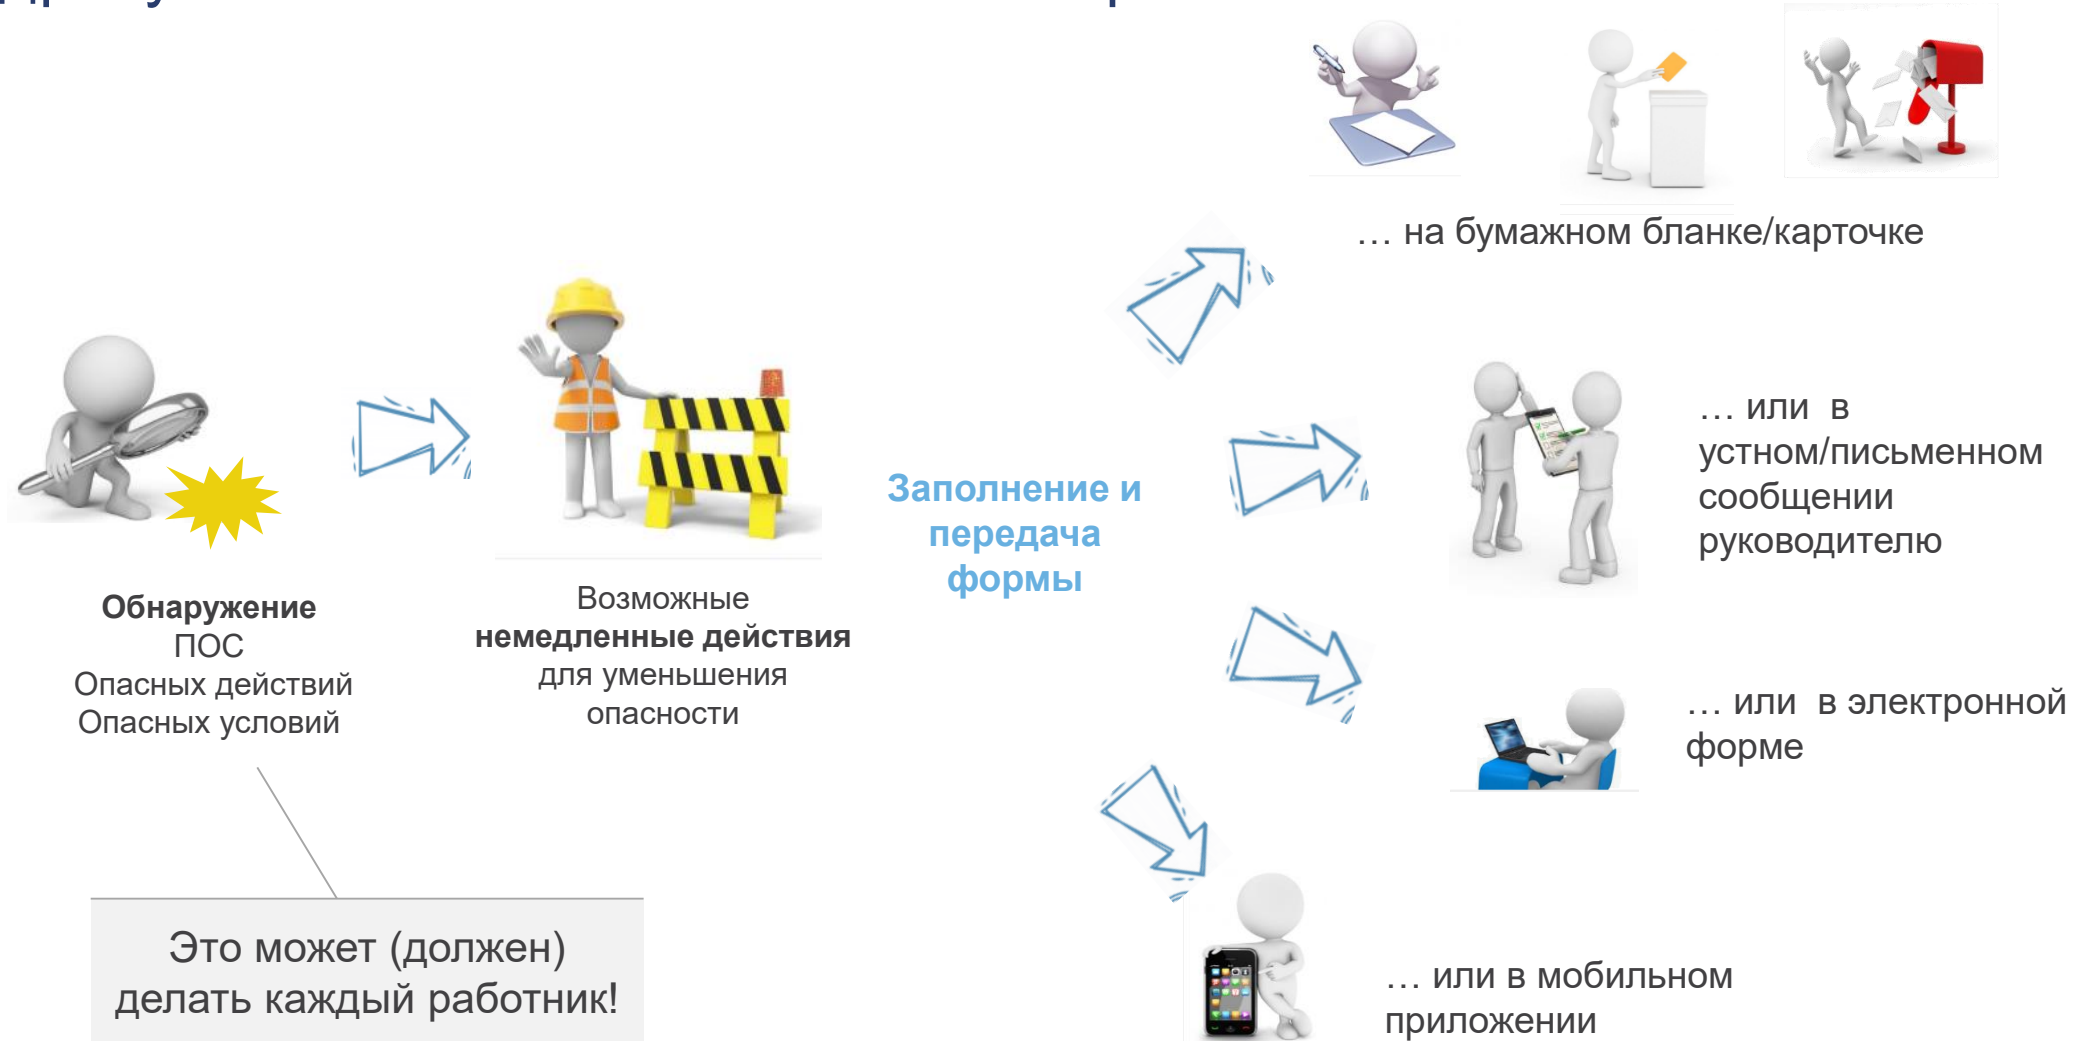 … на бумажном бланке/карточке
Обнаружение
ПОС
Опасных действий
Опасных условий
Возможные
немедленные действия
для уменьшения
опасности
Заполнение и
передача
формы
… или в
устном/письменном
сообщении
руководителю
… или в электронной
форме
… или в мобильном
приложении
Это может (должен)
делать каждый работник!